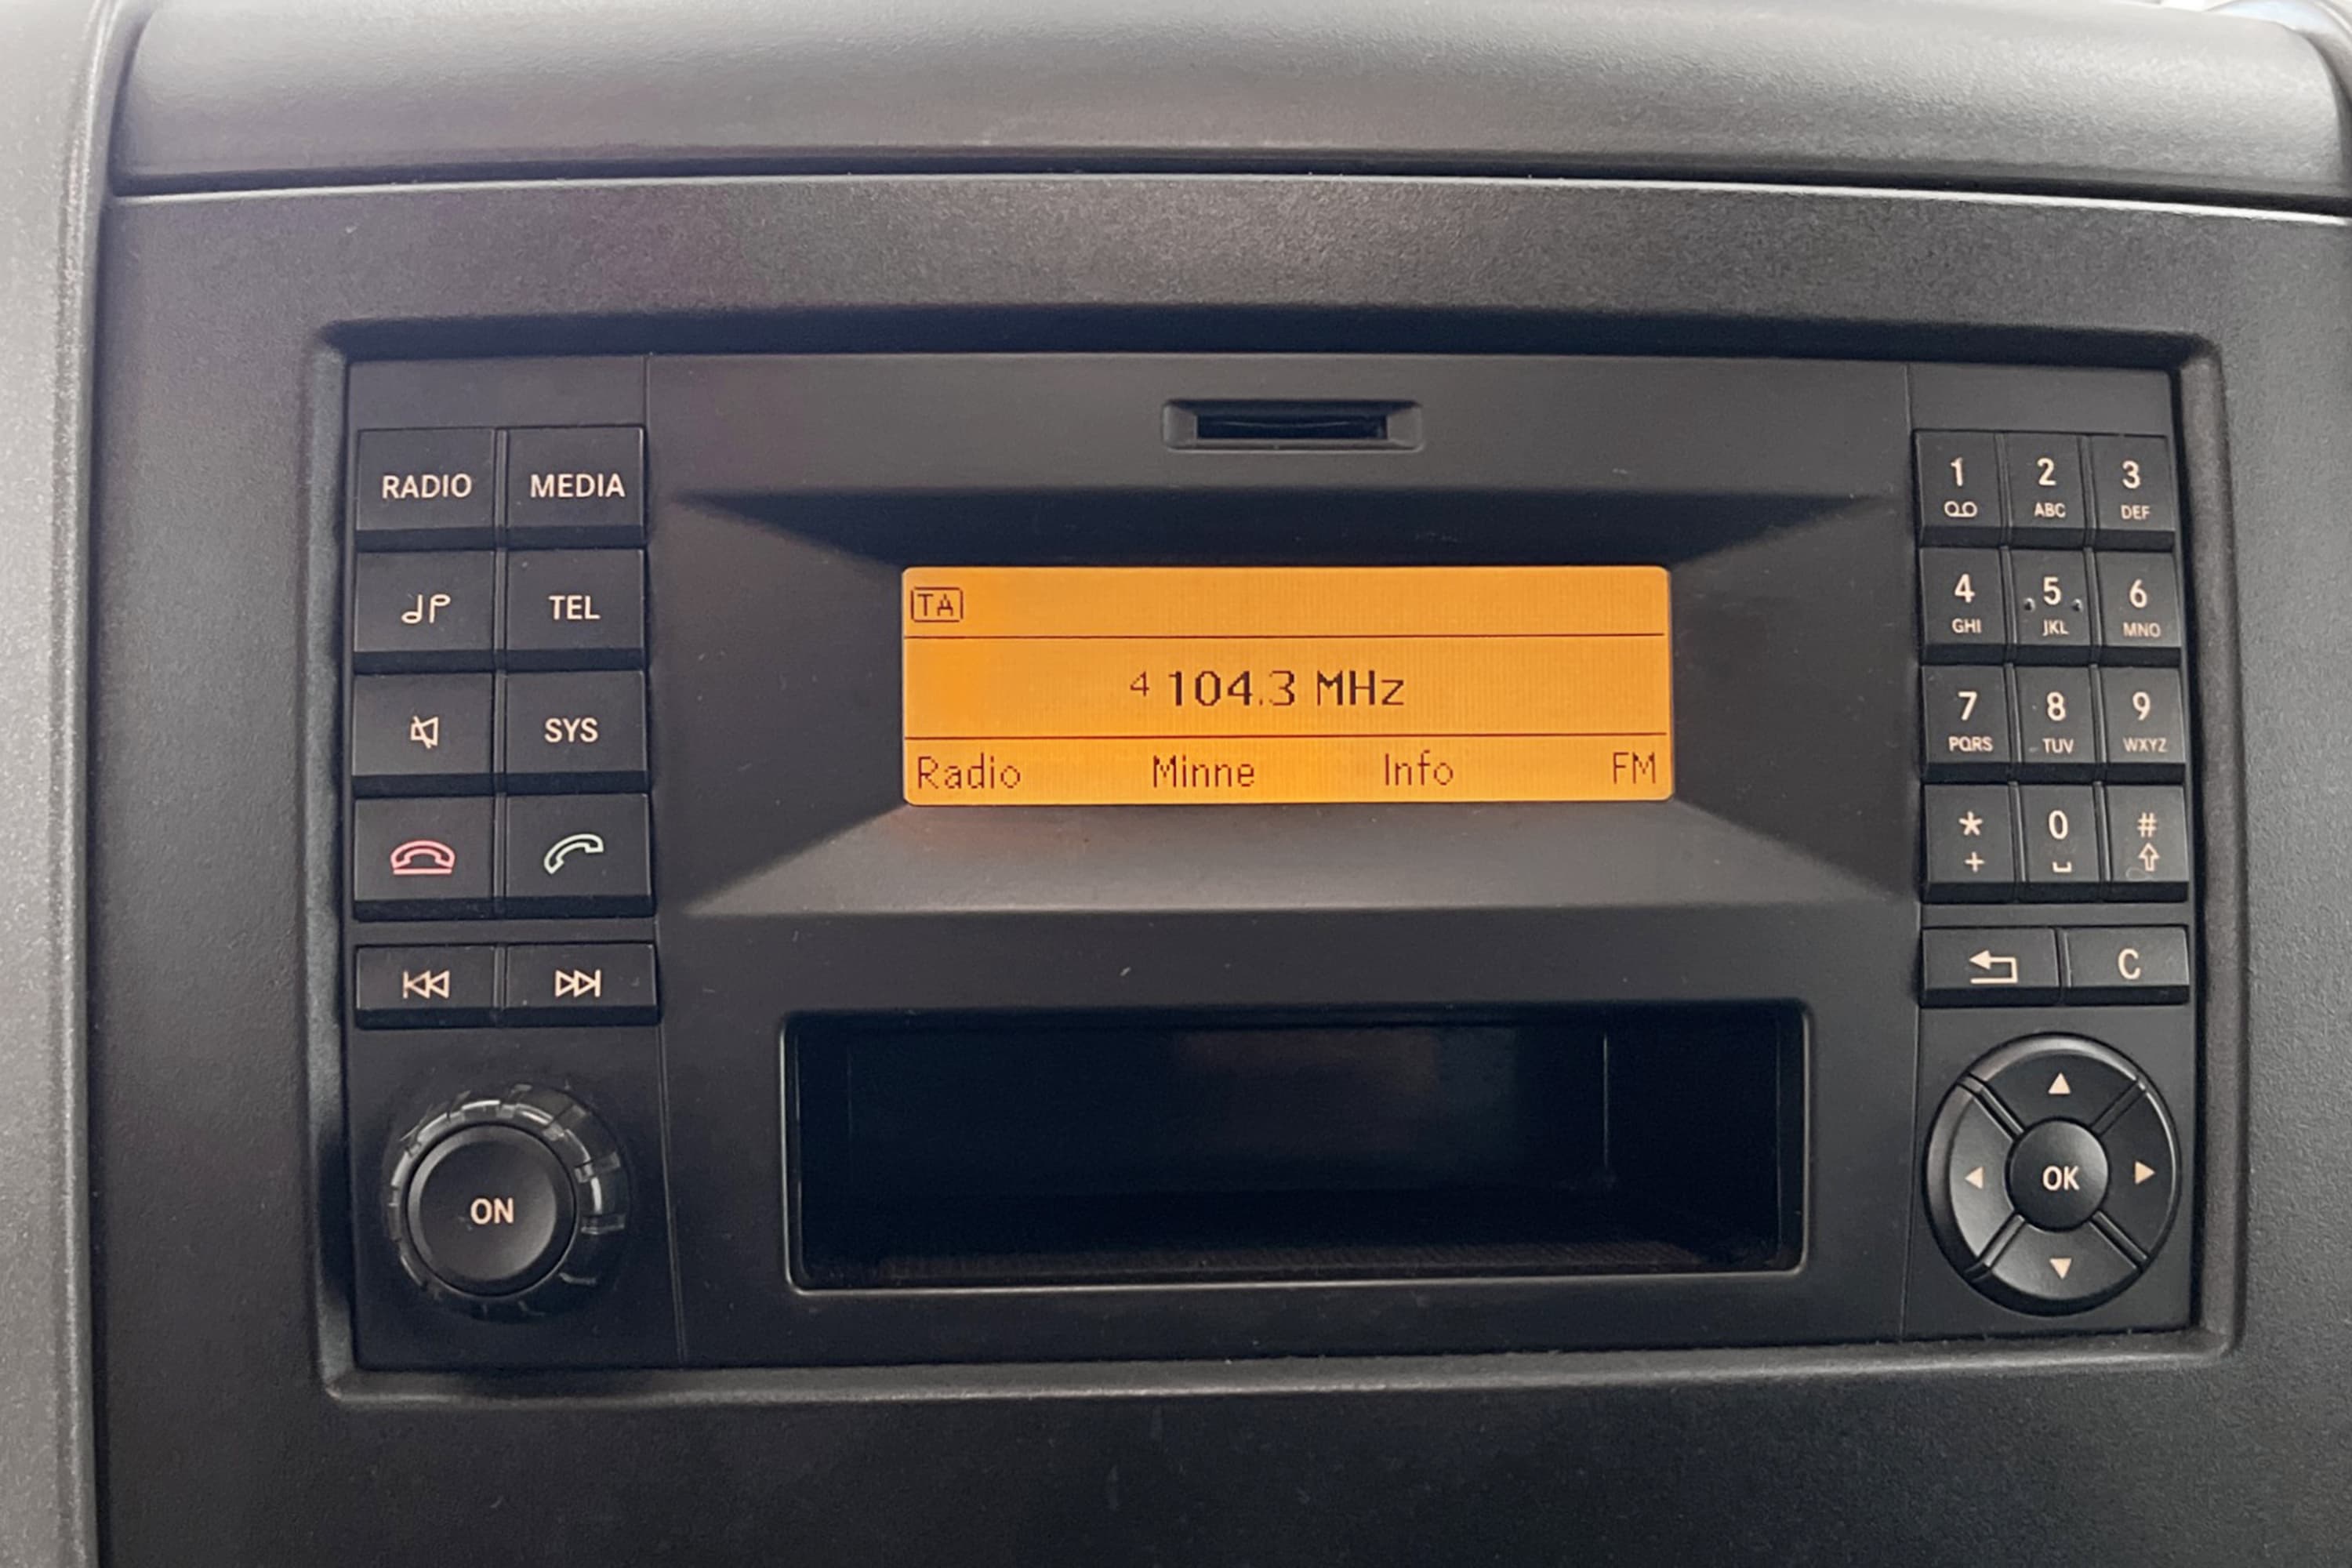 RADIO MEDIA
TEL
SYS
ON
TA
4 104.3 MHz
Radio Minne Info FM
1 2 3
ABC DEF
4 5 6
GHI JKL MNO
7 8 9
PQRS TUV WXYZ
* 0 #
+
C
OK